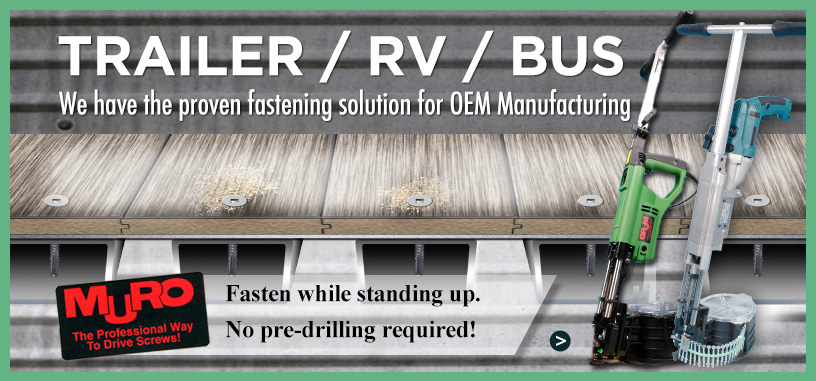 TRAILER / RV / BUS
We have the proven fastening solution for OEM Manufacturing
MURO
MURO
The Professional Way
To Drive Screws!
Fasten while standing up.
No pre-drilling required!
>